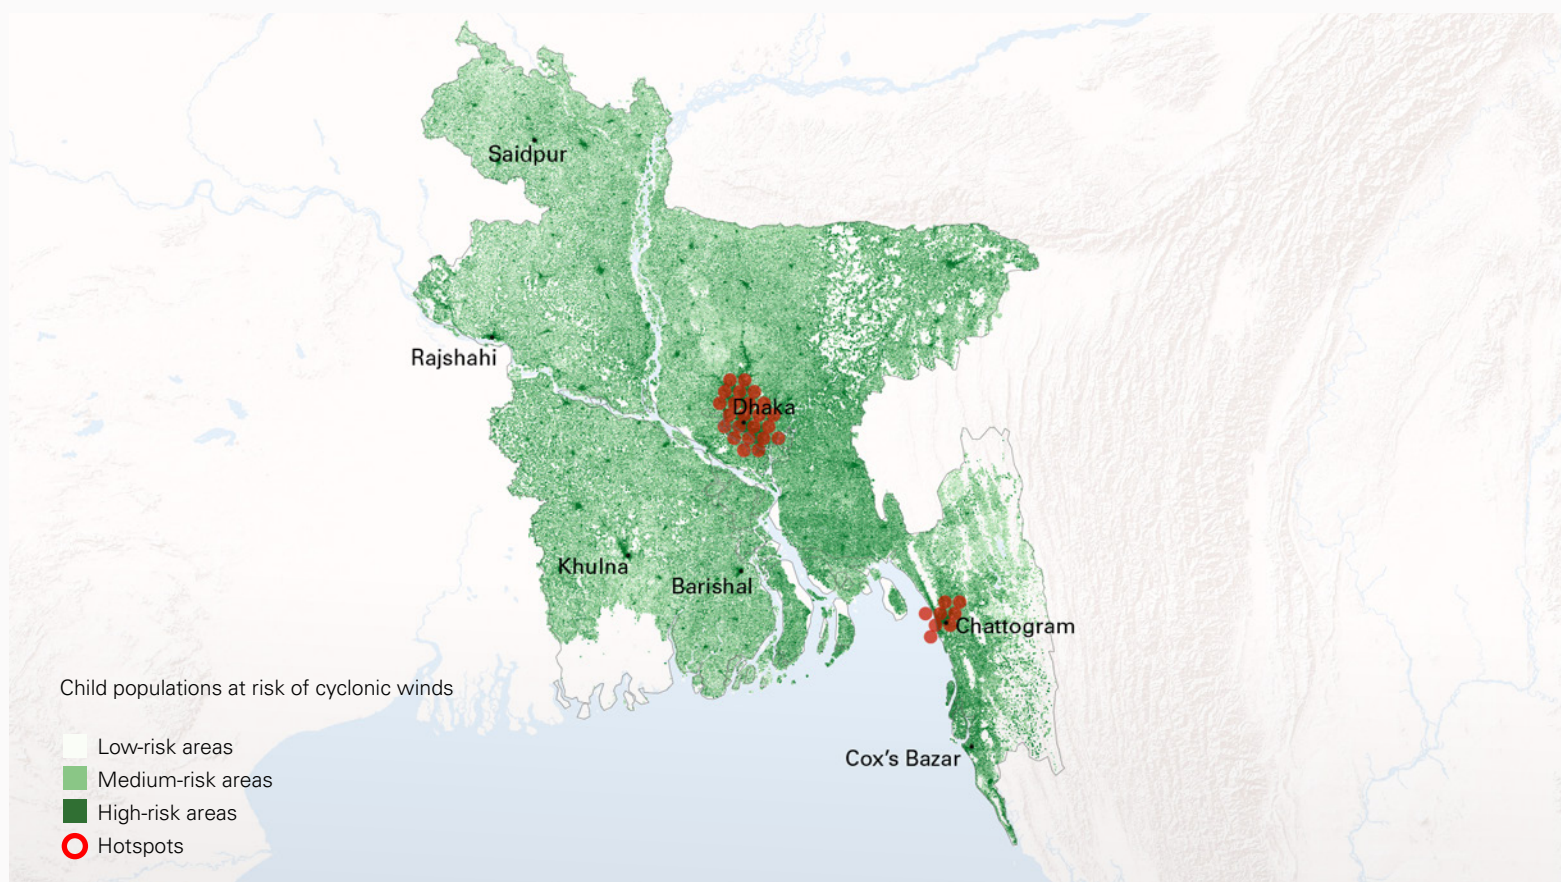 Saidpur
Rajshahi
Dhaka
Khulna
Barishal
Chattogram
Cox's Bazar
Child populations at risk of cyclonic winds
Low-risk areas
Medium-risk areas
High-risk areas
Hotspots